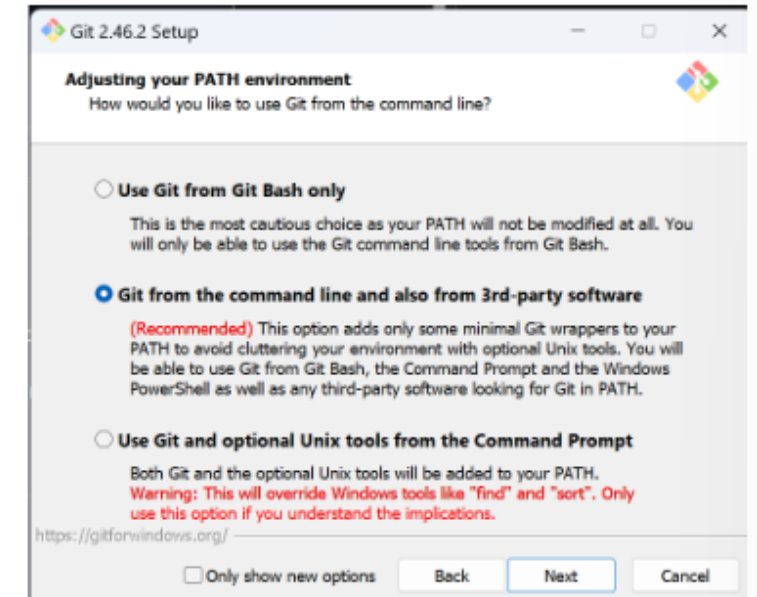 Git 2.46.2 Setup
Adjusting your PATH environment
How would you like to use Git from the command line?
Use Git from Git Bash only
This is the most cautious choice as your PATH will not be modified at all. You
will only be able to use the Git command line tools from Git Bash.
Git from the command line and also from 3rd-party software
(Recommended) This option adds only some minimal Git wrappers to your
PATH to avoid cluttering your environment with optional Unix tools. You will
be able to use Git from Git Bash, the Command Prompt and the Windows
PowerShell as well as any third-party software looking for Git in PATH.
Use Git and optional Unix tools from the Command Prompt
Both Git and the optional Unix tools will be added to your PATH.
Warning: This will override Windows tools like "find" and "sort". Only
use this option if you understand the implications.
https://gitforwindows.org/
Only show new options Back Next Cancel